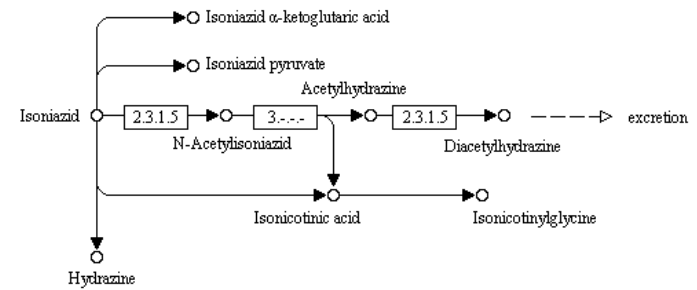 Isoniazid α-ketoglutaric acid
Isoniazid pyruvate
Acetylhydrazine
Isoniazid
2.3.1.5
3.-.-.-
2.3.1.5
excretion
N-Acetylisoniazid
Diacetylhydrazine
Isonicotinic acid
Isonicotinylglycine
Hydrazine